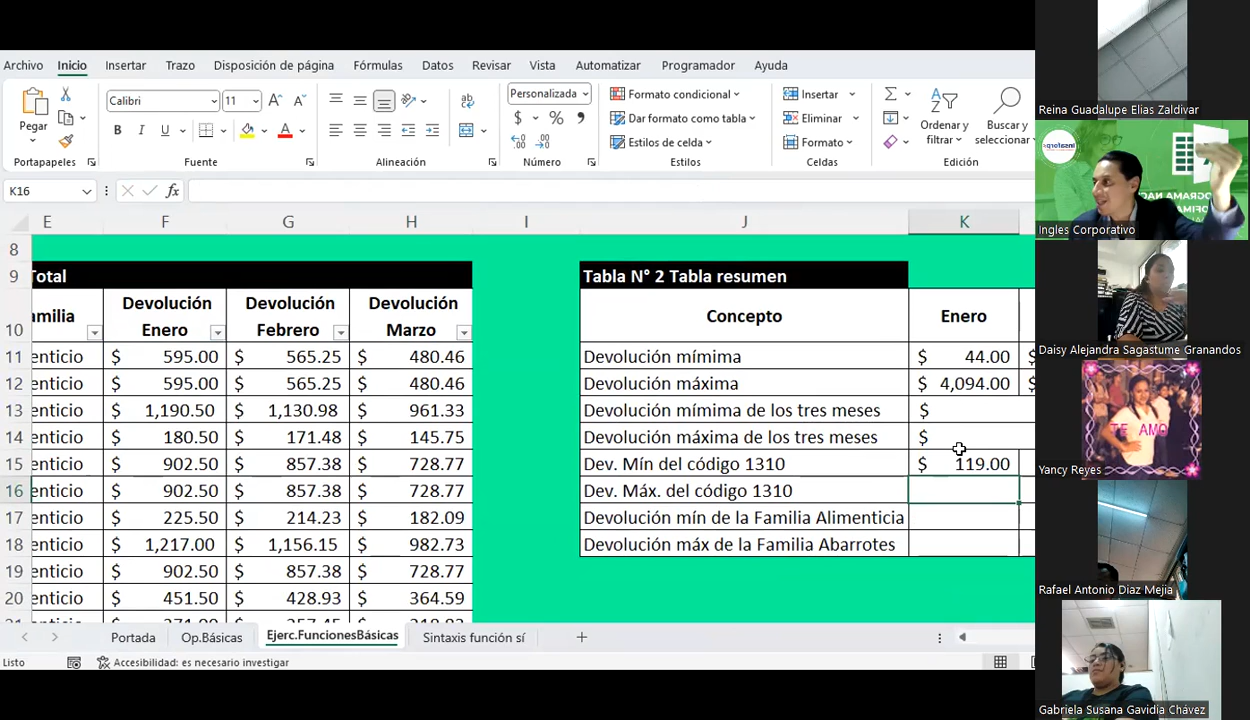 Archivo Inicio Insertar Trazo Disposición de página Fórmulas Datos Revisar Vista Automatizar Programador Ayuda
Pegar
Calibri 11
Personalizada
Formato condicional
Dar formato como tabla
Estilos de celda
Insertar
Eliminar
Formato
Ordenar y filtrar
Buscar y seleccionar
Portapapeles Fuente Alineación Número Estilos Celdas Edición
K16 fx
E F G H I J K
8
9 Total Tabla N° 2 Tabla resumen
10 amilia Devolución Enero Devolución Febrero Devolución Marzo Concepto Enero
11 enticio $ 595.00 $ 565.25 $ 480.46 Devolución mímima $ 44.00 $
12 enticio $ 595.00 $ 565.25 $ 480.46 Devolución máxima $ 4,094.00 $
13 enticio $ 1,190.50 $ 1,130.98 $ 961.33 Devolución mímima de los tres meses $
14 enticio $ 180.50 $ 171.48 $ 145.75 Devolución máxima de los tres meses $
15 enticio $ 902.50 $ 857.38 $ 728.77 Dev. Mín del código 1310 $ 119.00
16 enticio $ 902.50 $ 857.38 $ 728.77 Dev. Máx. del código 1310
17 enticio $ 225.50 $ 214.23 $ 182.09 Devolución mín de la Familia Alimenticia
18 enticio $ 1,217.00 $ 1,156.15 $ 982.73 Devolución máx de la Familia Abarrotes
19 enticio $ 902.50 $ 857.38 $ 728.77
20 enticio $ 451.50 $ 428.93 $ 364.59
Portada Op.Básicas Ejerc.FuncionesBásicas Sintaxis función sí
Listo Accesibilidad: es necesario investigar
Reina Guadalupe Elias Zaldivar
Ingles Corporativo
Daisy Alejandra Sagastume Granandos
TE AMO
Yancy Reyes
Rafael Antonio Diaz Mejia
Gabriela Susana Gavidia Chávez